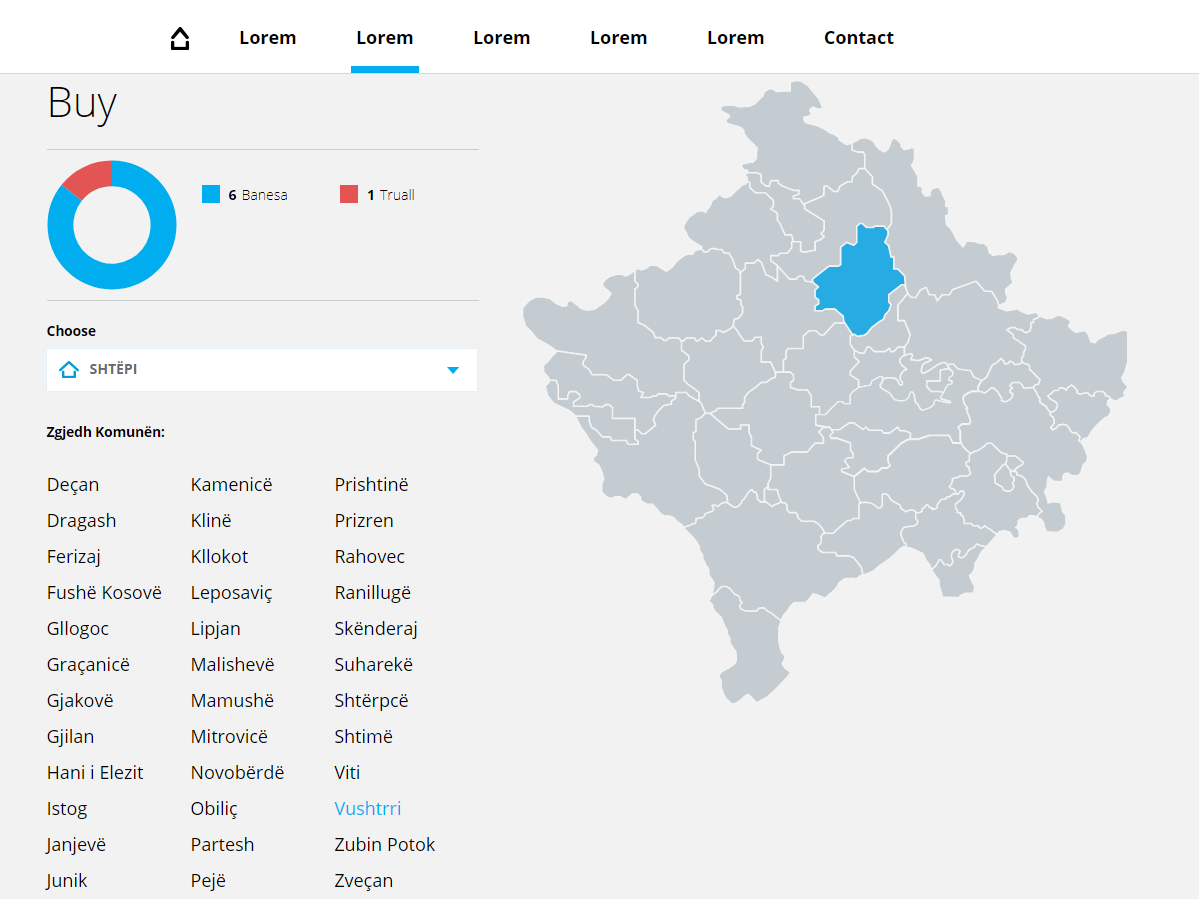 Lorem Lorem Lorem Lorem Lorem Contact
Buy
6 Banesa 1 Truall
Choose
SHTËPI
Zgjedh Komunën:
Deçan Kamenicë Prishtinë
Dragash Klinë Prizren
Ferizaj Kllokot Rahovec
Fushë Kosovë Leposaviç Ranillugë
Gllogoc Lipjan Skënderaj
Graçanicë Malishevë Suharekë
Gjakovë Mamushë Shtërpcë
Gjilan Mitrovicë Shtimë
Hani i Elezit Novobërdë Viti
Istog Obiliç Vushtrri
Janjevë Partesh Zubin Potok
Junik Pejë Zveçan